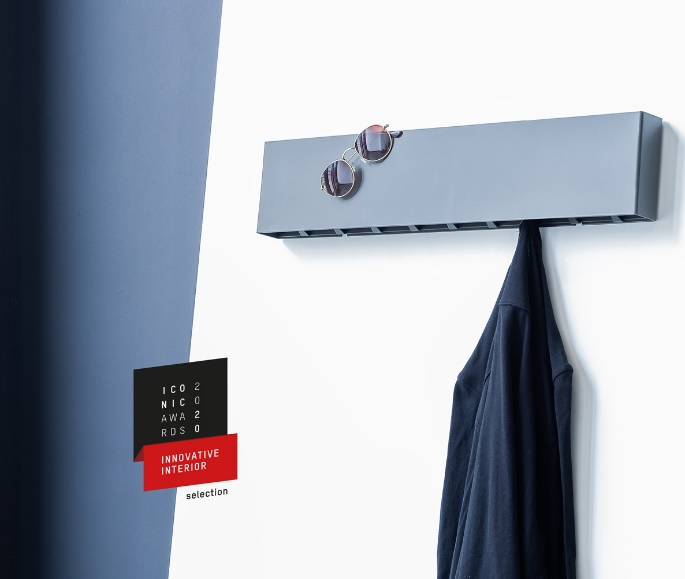 ICO 2
NIC 0
AWA 2
RDS 0
INNOVATIVE
INTERIOR
selection